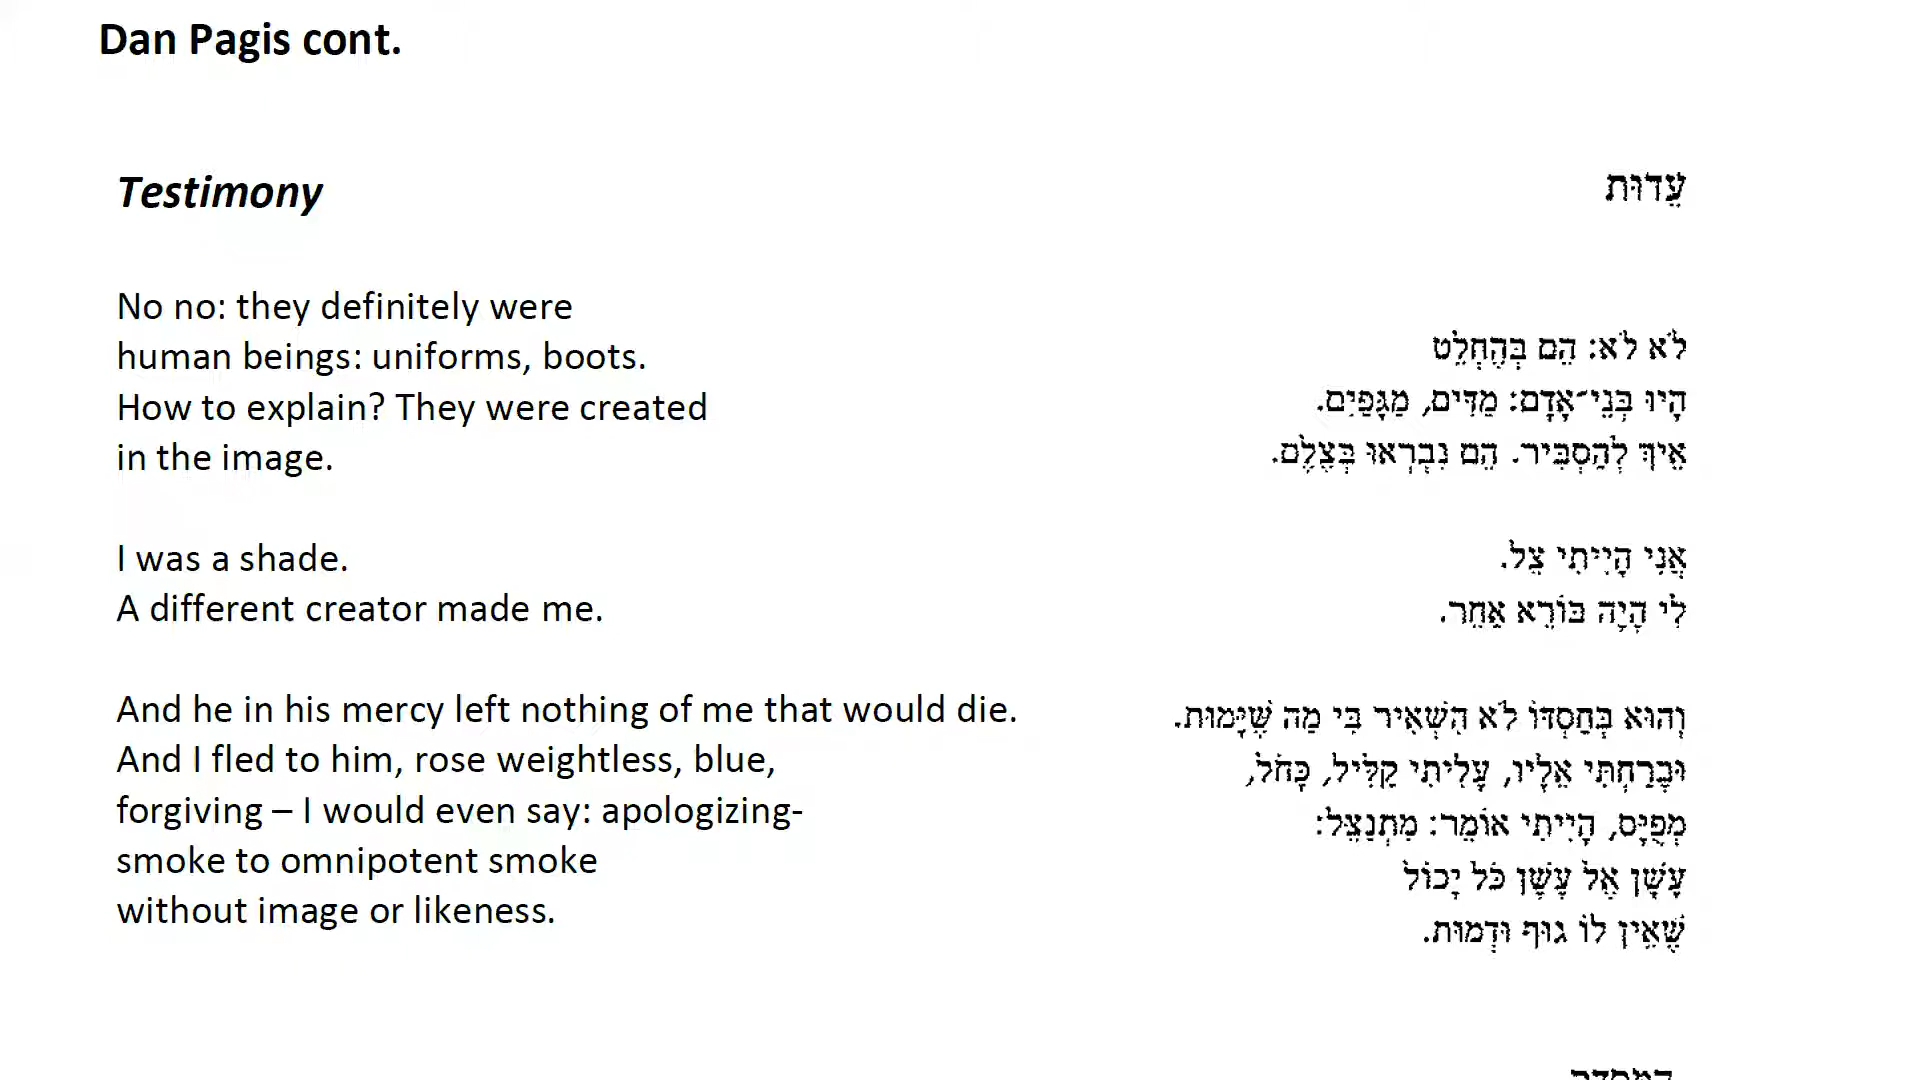 Dan Pagis cont.
Testimony
No no: they definitely were
human beings: uniforms, boots.
How to explain? They were created
in the image.
I was a shade.
A different creator made me.
And he in his mercy left nothing of me that would die.
And I fled to him, rose weightless, blue,
forgiving – I would even say: apologizing-
smoke to omnipotent smoke
without image or likeness.
עֵדוּת
לֹא לֹא: הֵם בְּהֶחְלֵט
הָיוּ בְּנֵי־אָדָם: מַדִּים, מַגָּפַיִם.
אֵיךְ לְהַסְבִּיר. הֵם נִבְרְאוּ בְּצֶלֶם.
אֲנִי הָיִיתִי צֵל.
לִי הָיָה בּוֹרֵא אַחֵר.
וְהוּא בְּחַסְדּוֹ לֹא הִשְׁאִיר בִּי מַה שֶּׁיָּמוּת.
וּבָרַחְתִּי אֵלָיו, עָלִיתִי קַלִּיל, כָּחֹל,
מְפֻיָּס, הָיִיתִי אוֹמֵר: מִתְנַצֵּל:
עָשָׁן אֶל עָשָׁן כֹּל יָכוֹל
שֶׁאֵין לוֹ גּוּף וּדְמוּת.